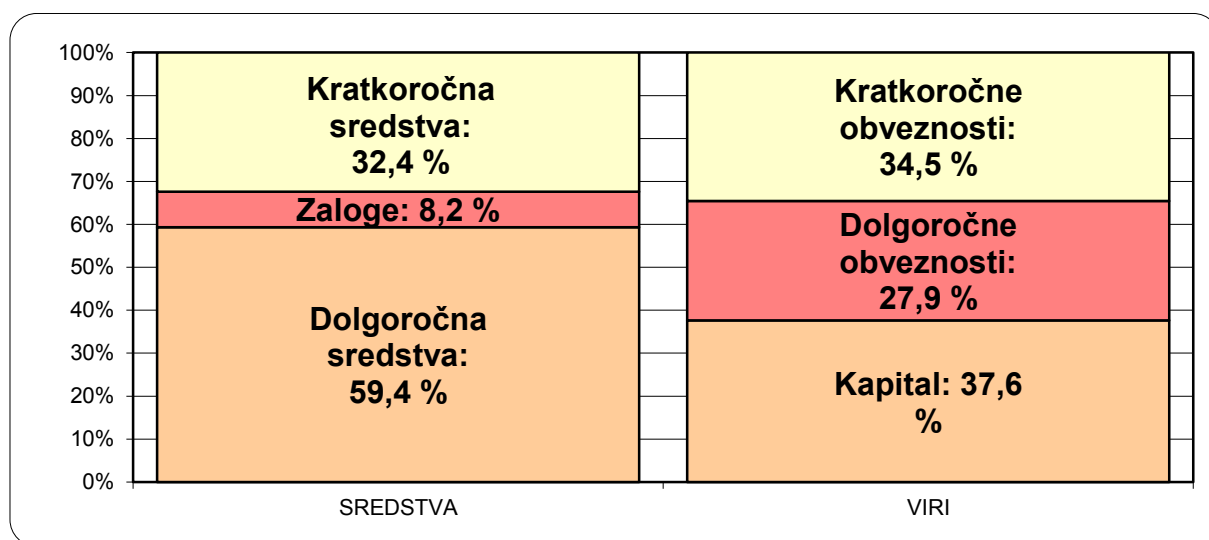 100%
90%
80%
70%
60%
50%
40%
30%
20%
10%
0%
Kratkoročna
sredstva:
32,4 %
Zaloge: 8,2 %
Dolgoročna
sredstva:
59,4 %
Kratkoročne
obveznosti:
34,5 %
Dolgoročne
obveznosti:
27,9 %
Kapital: 37,6
%
SREDSTVA
VIRI